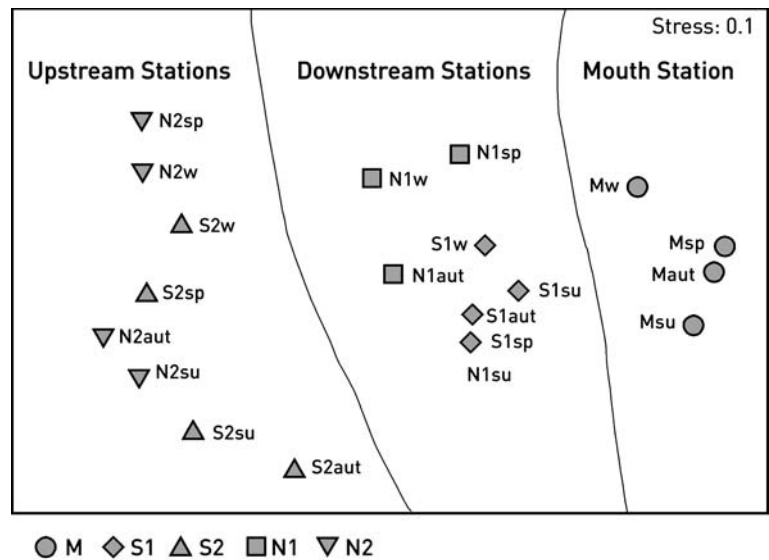 Stress: 0.1
Upstream Stations
Downstream Stations
Mouth Station
N2sp
N1sp
N2w
N1w
Mw
S2w
S1w
Msp
N1aut
Maut
S2sp
S1su
S1aut
Msu
N2aut
S1sp
N2su
N1su
S2su
S2aut
M S1 S2 N1 N2